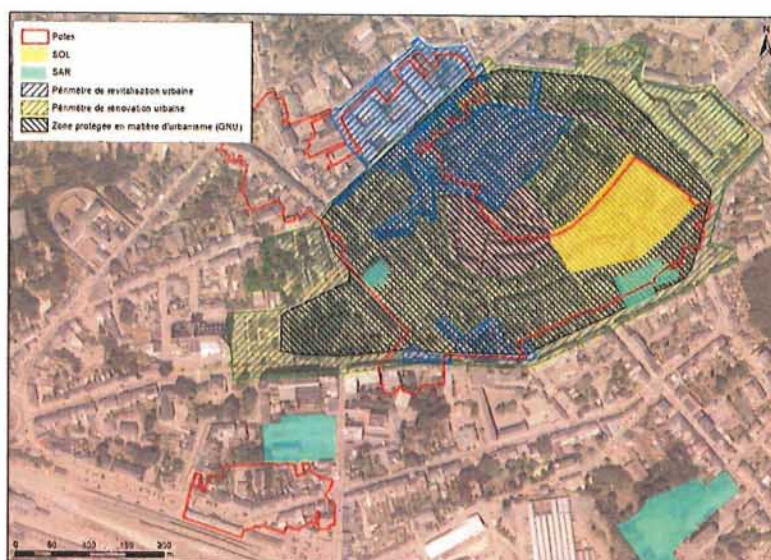 Potes
SOL
SAR
Périmètre de revitalisation urbaine
Périmètre de rénovation urbaine
Zone protégée en matière d'urbanisme (GNU)
N
0 50 100 150 200